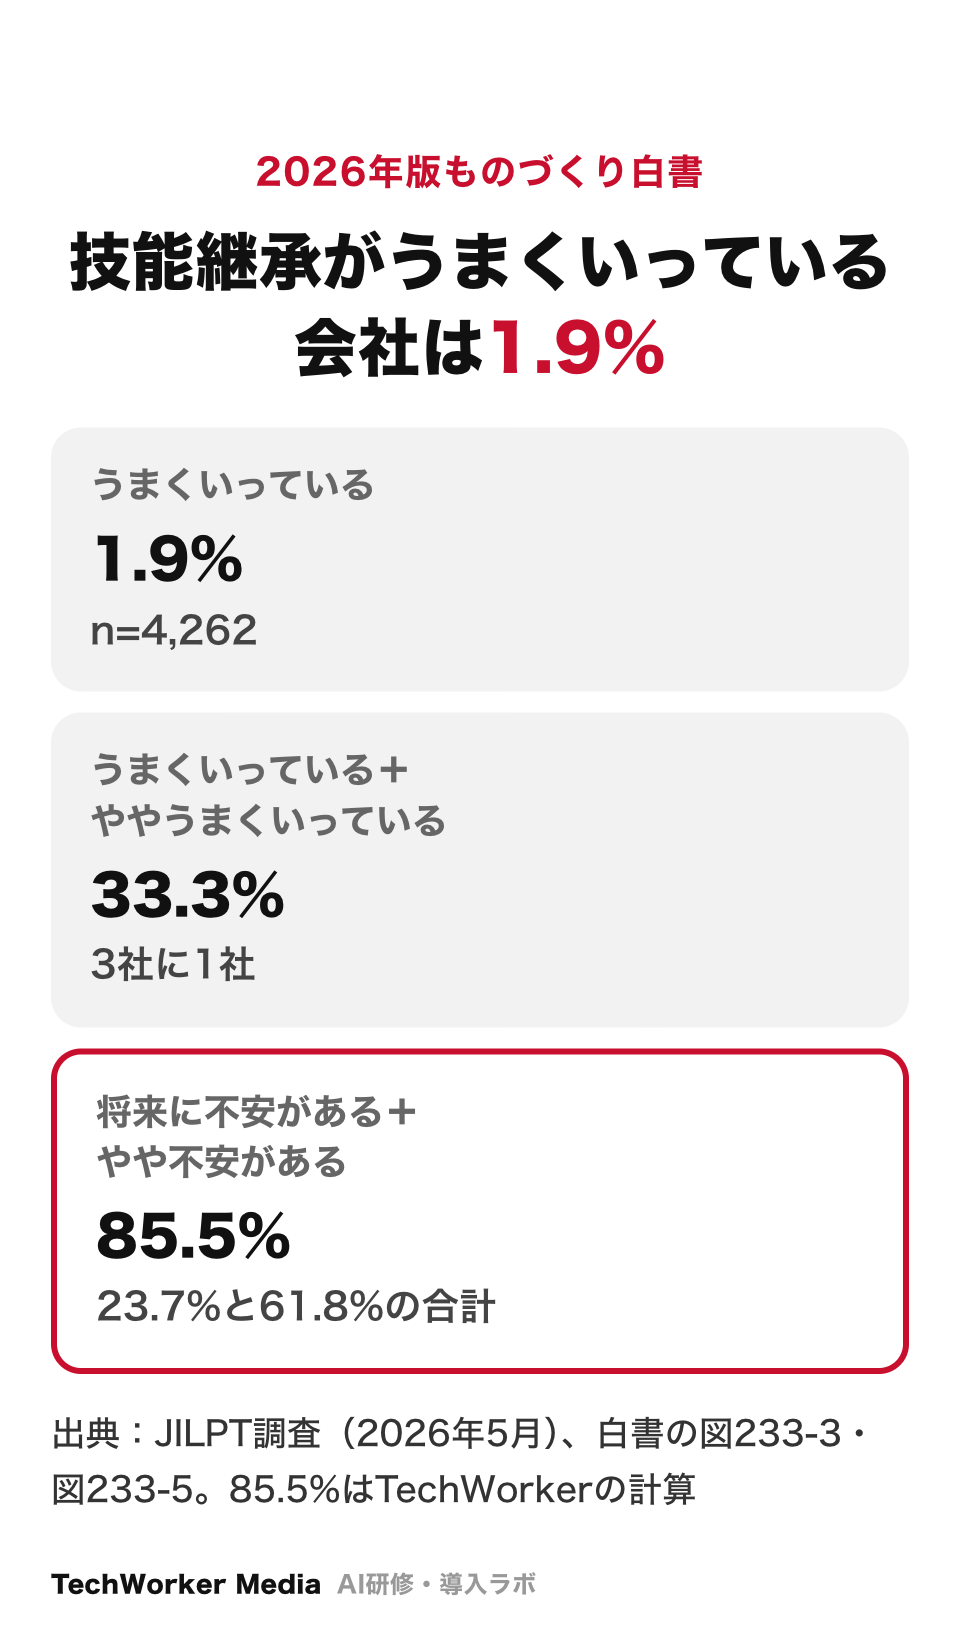 2026年版ものづくり白書
技能継承がうまくいっている
会社は1.9%
うまくいっている
1.9%
n=4,262
うまくいっている＋
ややうまくいっている
33.3%
3社に1社
将来に不安がある＋
やや不安がある
85.5%
23.7%と61.8%の合計
出典：JILPT調査（2026年5月）、白書の図233-3・
図233-5。85.5%はTechWorkerの計算
TechWorker Media AI研修・導入ラボ